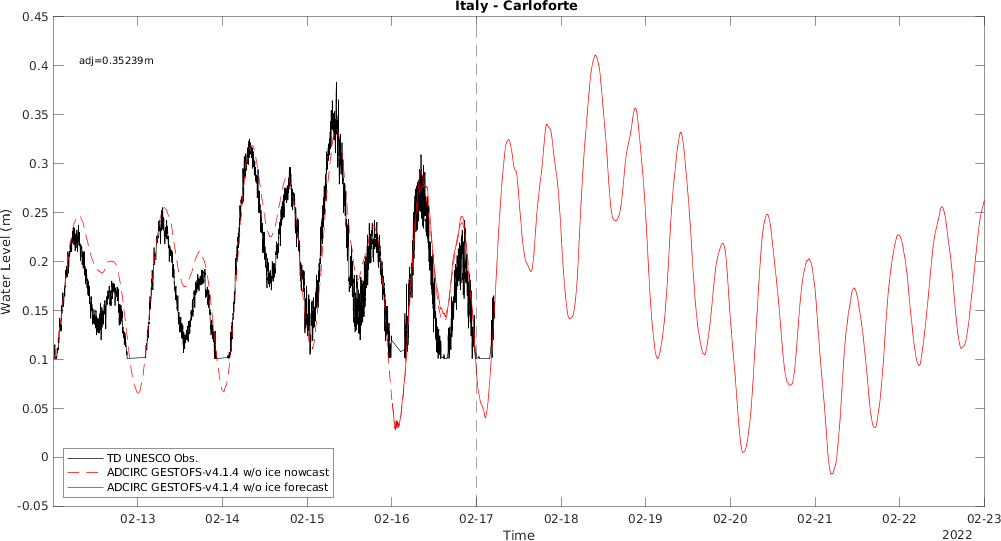 Italy - Carloforte
0.45
0.4
0.35
0.3
0.25
0.2
0.15
0.1
0.05
0
-0.05
Water Level (m)
adj=0.35239m
TD UNESCO Obs.
ADCIRC GESTOFS-v4.1.4 w/o ice nowcast
ADCIRC GESTOFS-v4.1.4 w/o ice forecast
02-13 02-14 02-15 02-16 02-17 02-18 02-19 02-20 02-21 02-22 02-23
Time
2022